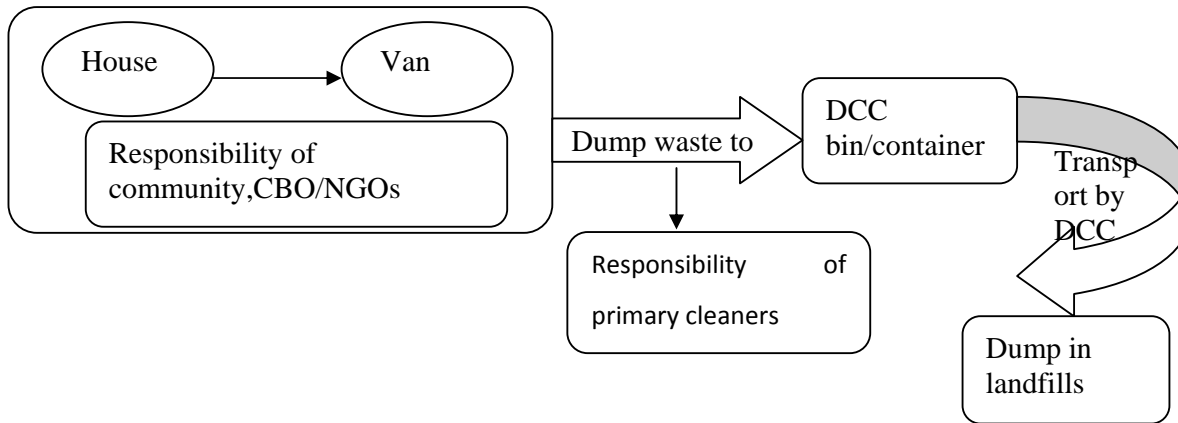 House
Van
Responsibility of
community,CBO/NGOs
Dump waste to
Responsibility of
primary cleaners
DCC
bin/container
Transp
ort by
DCC
Dump in
landfills